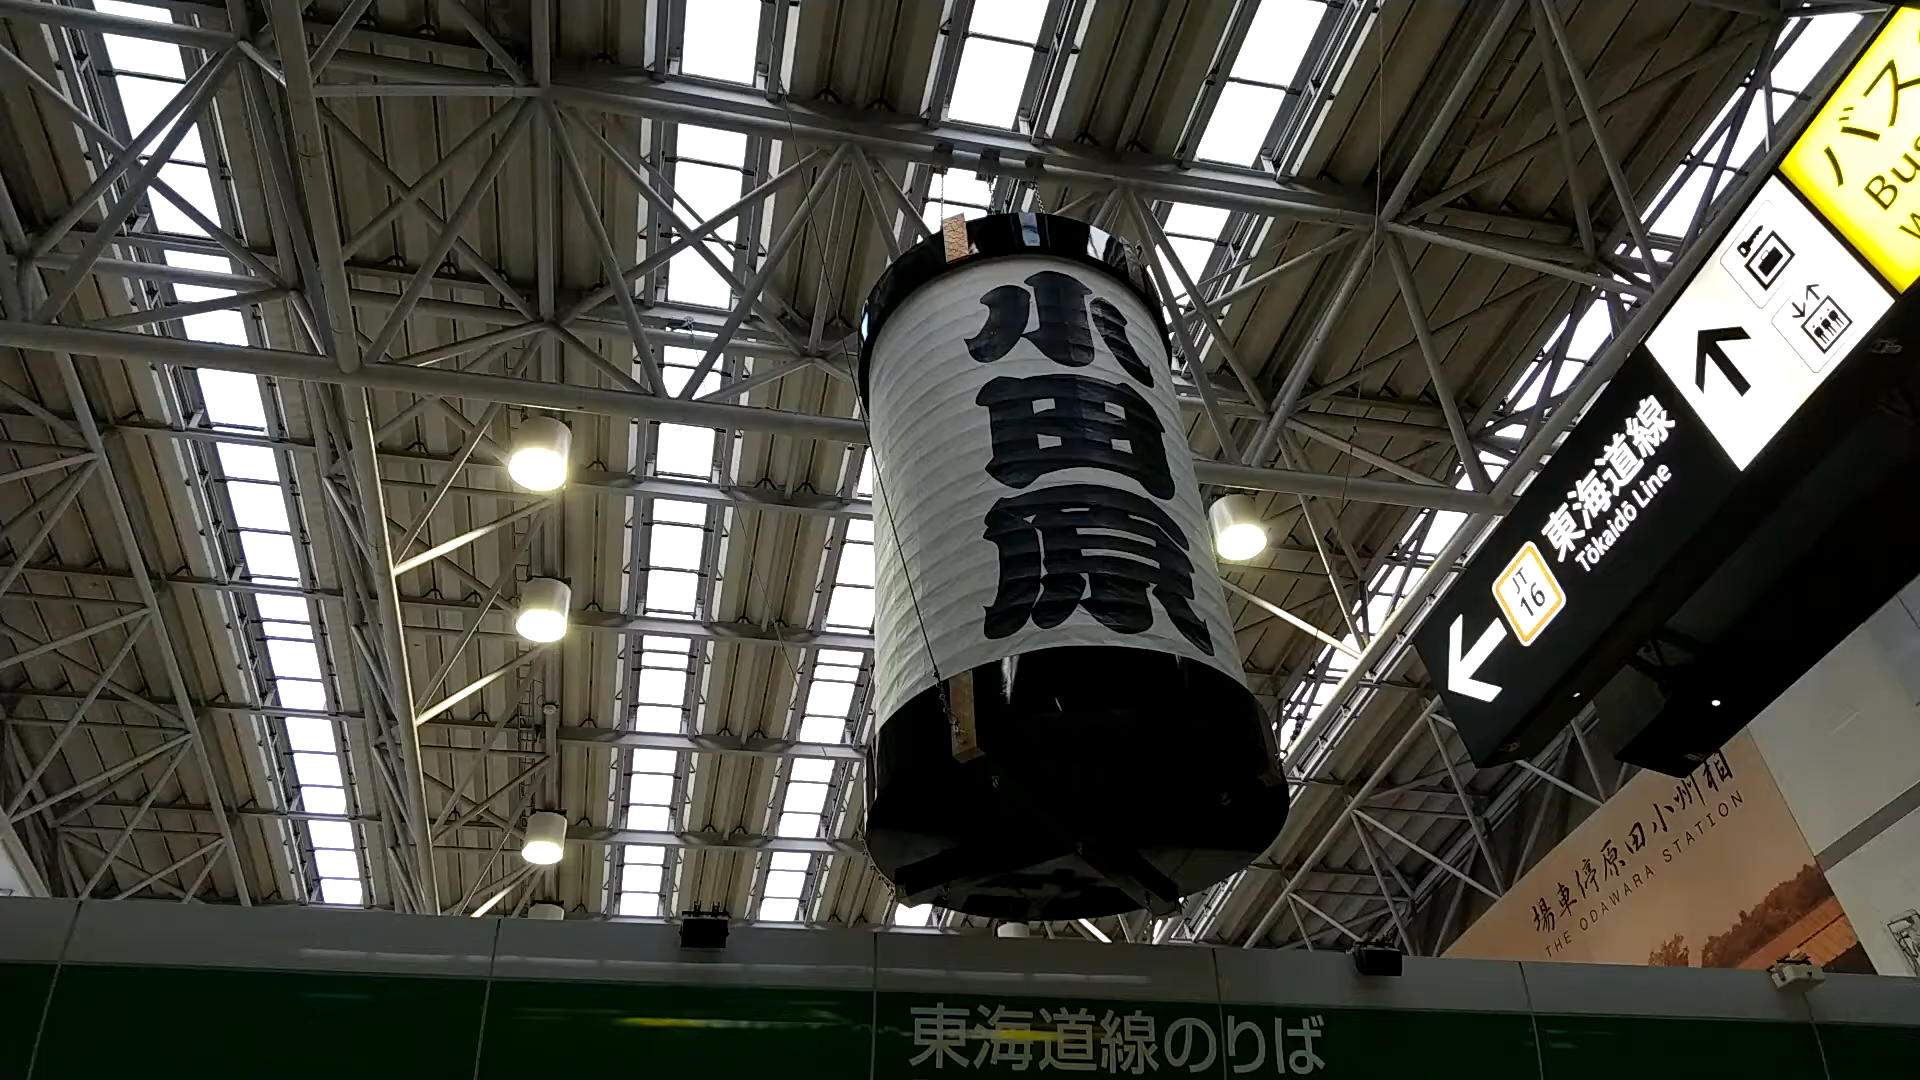 小田原
バス
Bus
東海道線
Tōkaidō Line
JT
16
場車停原田小州相
THE ODAWARA STATION
東海道線のりば